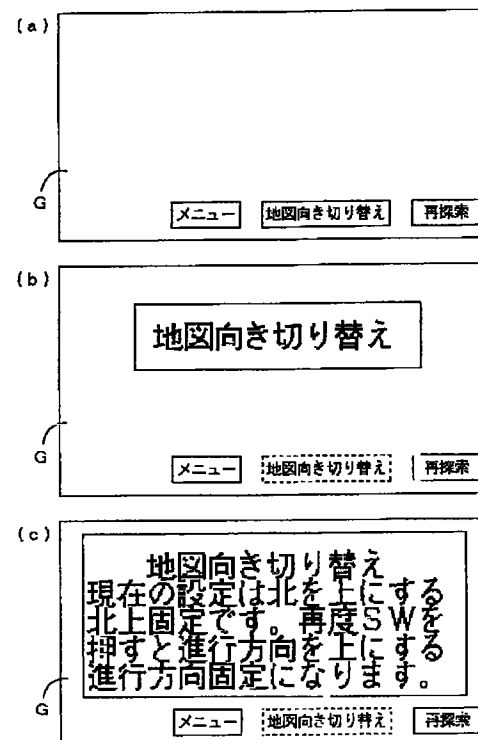 (a)
G
メニュー 地図向き切り替え 再探索
(b)
地図向き切り替え
G
メニュー 地図向き切り替え 再探索
(c)
地図向き切り替え
現在の設定は北を上にする
北上固定です。再度SWを
押すと進行方向を上にする
進行方向固定になります。
G
メニュー 地図向き切り替え 再探索